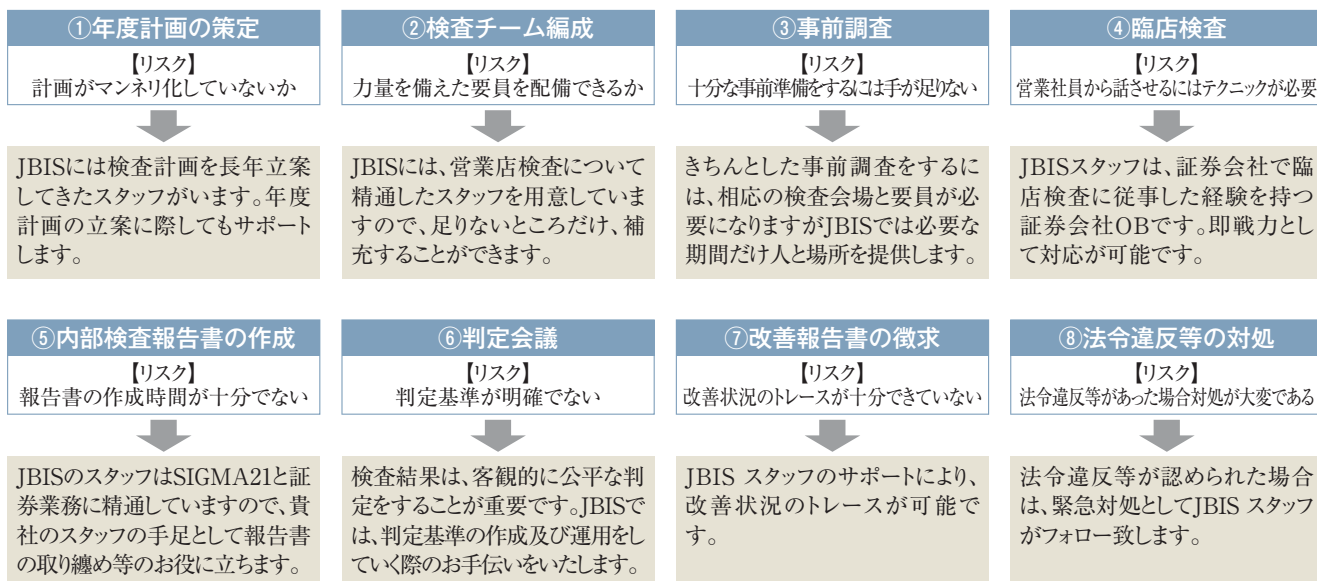 ①年度計画の策定
【リスク】
計画がマンネリ化していないか
JBISには検査計画を長年立案
してきたスタッフがいます。年度
計画の立案に際してもサポート
します。
②検査チーム編成
【リスク】
力量を備えた要員を配備できるか
JBISには、営業店検査について
精通したスタッフを用意していま
すので、足りないところだけ、補
充することができます。
③事前調査
【リスク】
十分な事前準備をするには手が足りない
きちんとした事前調査をするに
は、相応の検査会場と要員が必
要になりますがJBISでは必要な
期間だけ人と場所を提供します。
④臨店検査
【リスク】
営業社員から話させるにはテクニックが必要
JBISスタッフは、証券会社で臨
店検査に従事した経験を持つ
証券会社OBです。即戦力とし
て対応が可能です。
⑤内部検査報告書の作成
【リスク】
報告書の作成時間が十分でない
JBISのスタッフはSIGMA21と証
券業務に精通していますので、貴
社のスタッフの手足として報告書
の取り纏め等のお役に立ちます。
⑥判定会議
【リスク】
判定基準が明確でない
検査結果は、客観的に公平な判
定をすることが重要です。JBISで
は、判定基準の作成及び運用をし
ていく際のお手伝いをいたします。
⑦改善報告書の徴求
【リスク】
改善状況のトレースが十分できていない
JBIS スタッフのサポートにより、
改善状況のトレースが可能で
す。
⑧法令違反等の対処
【リスク】
法令違反等があった場合対処が大変である
法令違反等が認められた場合
は、緊急対処としてJBIS スタッフ
がフォロー致します。